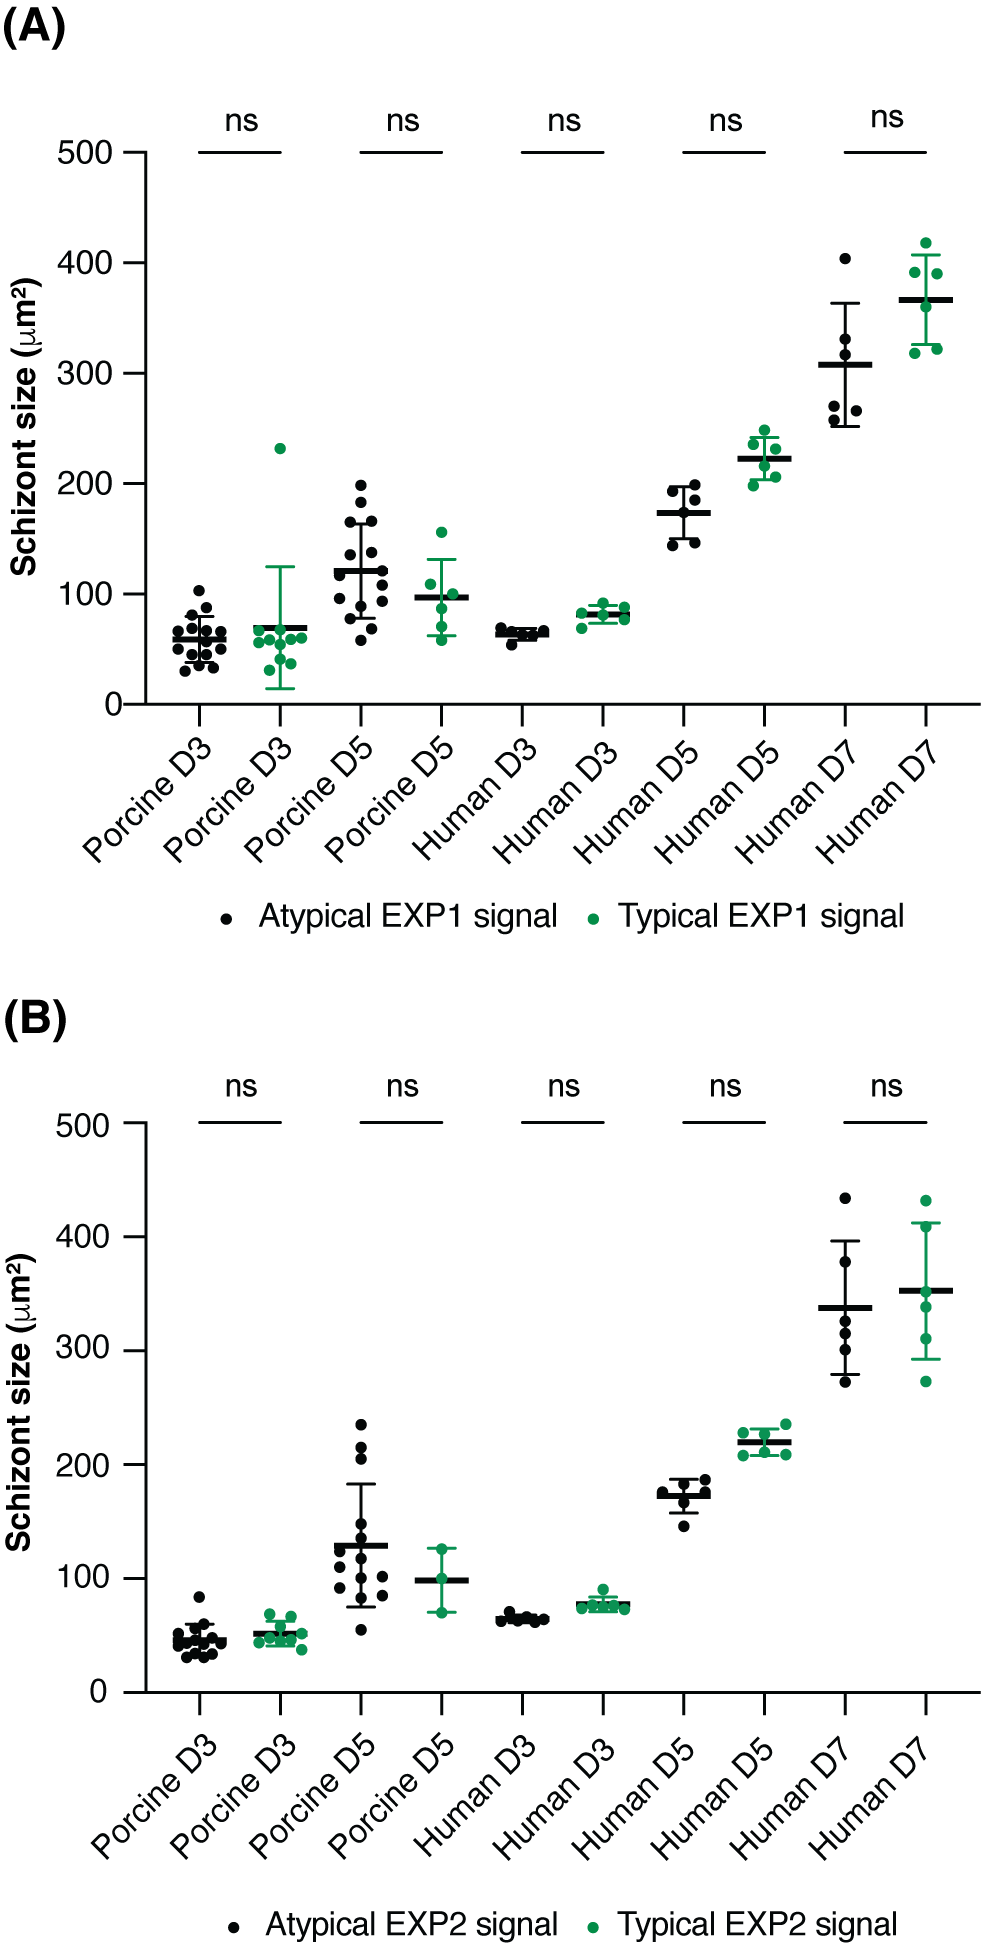 (A)
ns ns ns ns ns
500
400
300
200
100
0
Schizont size (μm²)
Porcine D3 Porcine D3 Porcine D5 Porcine D5 Human D3 Human D3 Human D5 Human D5 Human D7 Human D7
Atypical EXP1 signal Typical EXP1 signal
(B)
ns ns ns ns ns
500
400
300
200
100
0
Schizont size (μm²)
Porcine D3 Porcine D3 Porcine D5 Porcine D5 Human D3 Human D3 Human D5 Human D5 Human D7 Human D7
Atypical EXP2 signal Typical EXP2 signal